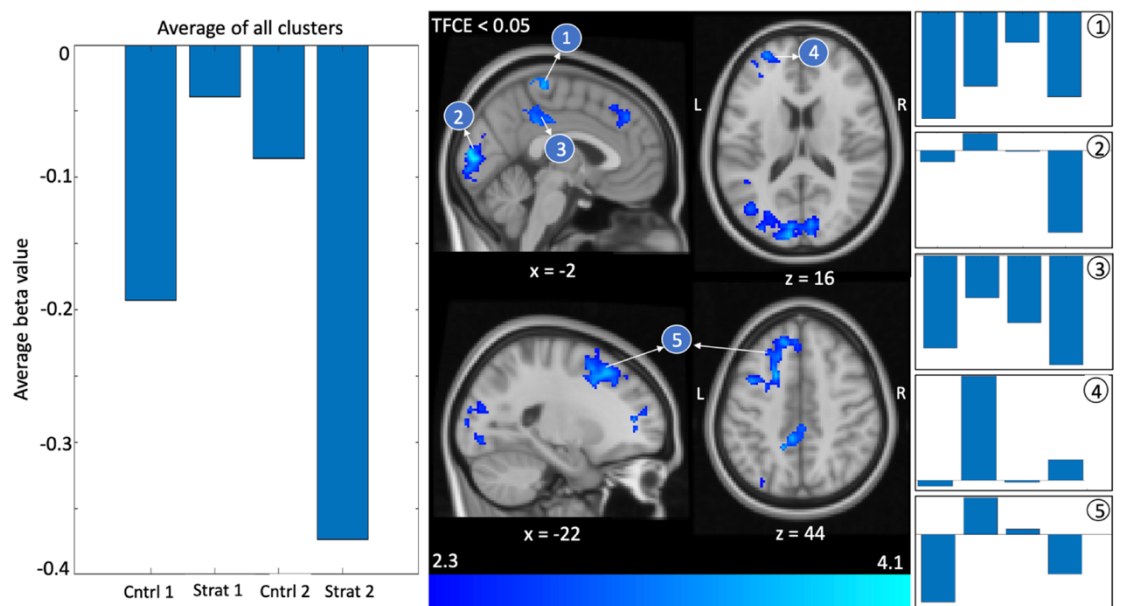 Average of all clusters
0
-0.1
-0.2
-0.3
-0.4
Average beta value
Cntrl 1 Strat 1 Cntrl 2 Strat 2
TFCE < 0.05
1
2
3
4
L R
x = -2
z = 16
5
L R
x = -22
z = 44
2.3 4.1
1
2
3
4
5